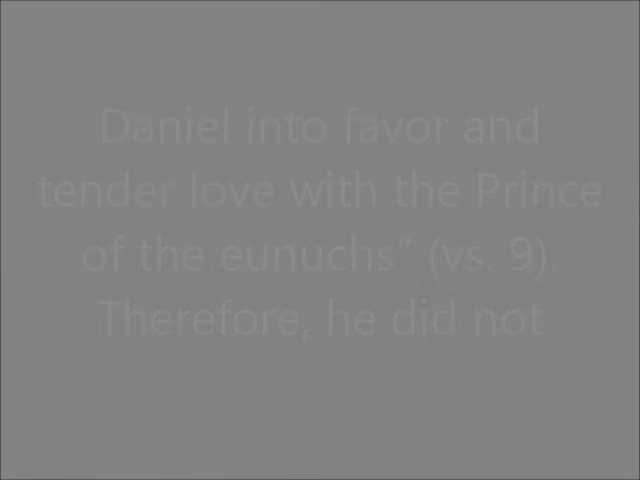 Daniel into favor and
tender love with the Prince
of the eunuchs” (vs. 9).
Therefore, he did not